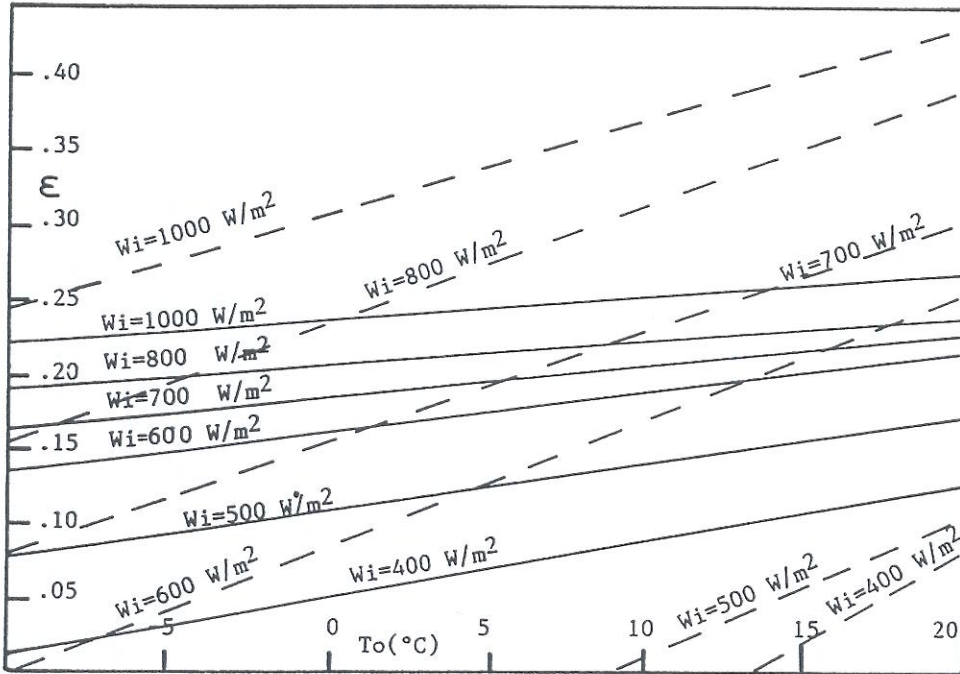 .40
.35
ε
.30
Wi=1000 W/m2
Wi=800 W/m2
Wi=700 W/m2
.25
Wi=1000 W/m2
Wi=800 W/m2
.20
Wi=700 W/m2
.15
Wi=600 W/m2
Wi=500 W/m2
.10
Wi=400 W/m2
Wi=600 W/m2
.05
Wi=500 W/m2
Wi=400 W/m2
5 0 5 10 15 20
To(°C)